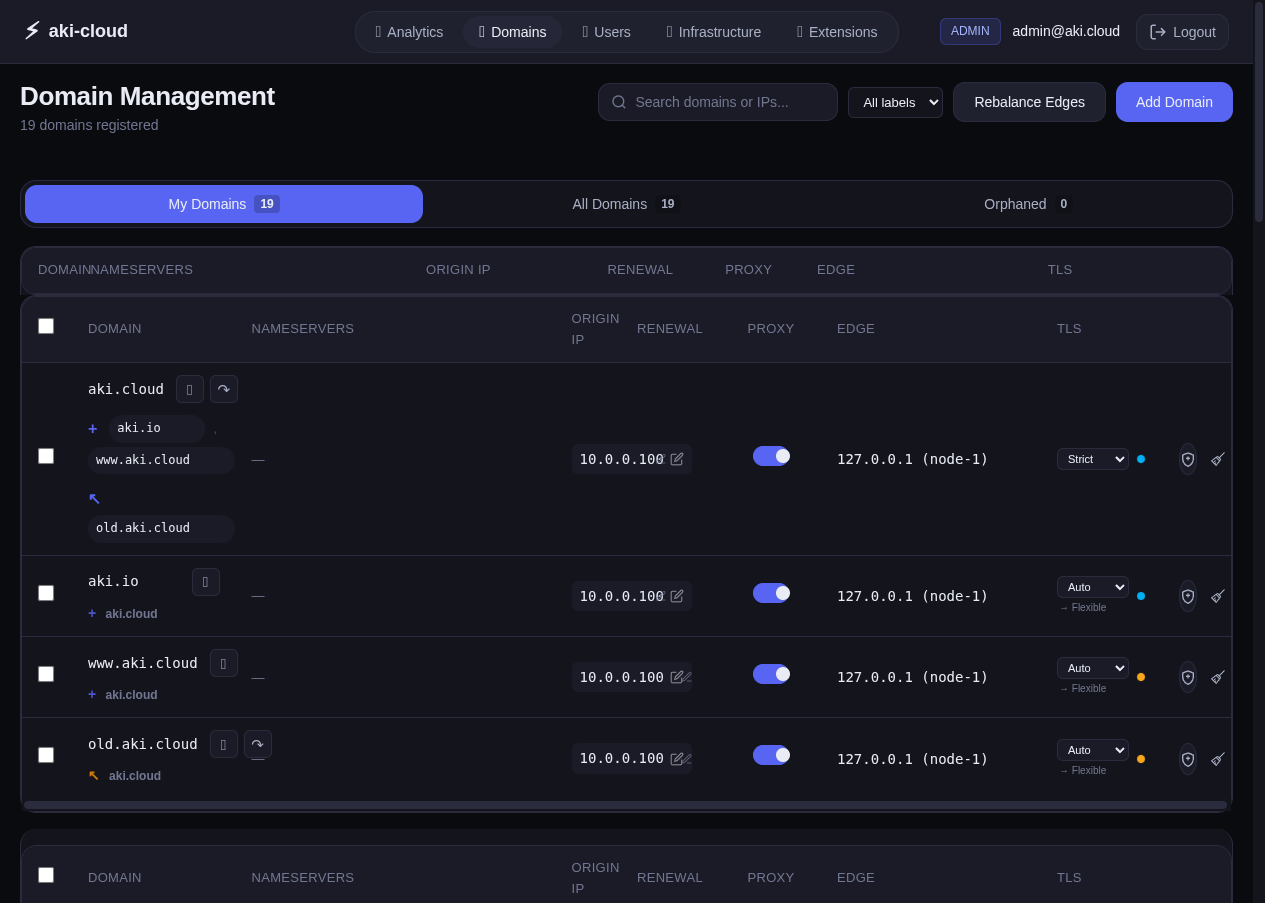 aki-cloud
Analytics
Domains
Users
Infrastructure
Extensions
ADMIN
admin@aki.cloud
Logout
Domain Management
19 domains registered
Search domains or IPs...
All labels
Rebalance Edges
Add Domain
My Domains 19
All Domains 19
Orphaned 0
DOMAIN NAMESERVERS ORIGIN IP RENEWAL PROXY EDGE TLS
DOMAIN NAMESERVERS ORIGIN IP RENEWAL PROXY EDGE TLS
aki.cloud ↷
+ aki.io
www.aki.cloud
↖
old.aki.cloud
— 10.0.0.100 127.0.0.1 (node-1) Strict
aki.io
+ aki.cloud
— 10.0.0.100 127.0.0.1 (node-1) Auto
→ Flexible
www.aki.cloud
+ aki.cloud
— 10.0.0.100 127.0.0.1 (node-1) Auto
→ Flexible
old.aki.cloud ↷
↖ aki.cloud
— 10.0.0.100 127.0.0.1 (node-1) Auto
→ Flexible
DOMAIN NAMESERVERS ORIGIN IP RENEWAL PROXY EDGE TLS